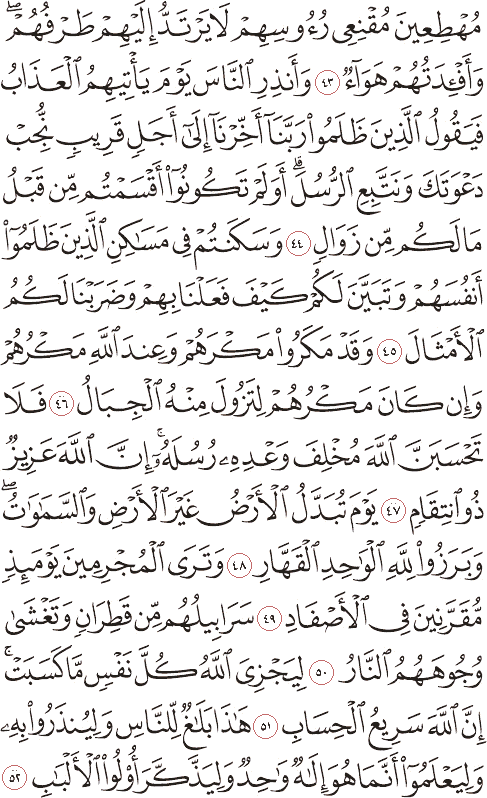 مُهۡطِعِينَ مُقۡنِعِي رُءُوسِهِمۡ لَا يَرۡتَدُّ إِلَيۡهِمۡ طَرۡفُهُمۡۖ
وَأَفۡـِٔدَتُهُمۡ هَوَآءٞ ٤٣ وَأَنذِرِ ٱلنَّاسَ يَوۡمَ يَأۡتِيهِمُ ٱلۡعَذَابُ
فَيَقُولُ ٱلَّذِينَ ظَلَمُواْ رَبَّنَآ أَخِّرۡنَآ إِلَىٰٓ أَجَلٖ قَرِيبٖ نُّجِبۡ
دَعۡوَتَكَ وَنَتَّبِعِ ٱلرُّسُلَۗ أَوَلَمۡ تَكُونُوٓاْ أَقۡسَمۡتُم مِّن قَبۡلُ
مَا لَكُم مِّن زَوَالٖ ٤٤ وَسَكَنتُمۡ فِي مَسَٰكِنِ ٱلَّذِينَ ظَلَمُوٓاْ
أَنفُسَهُمۡ وَتَبَيَّنَ لَكُمۡ كَيۡفَ فَعَلۡنَا بِهِمۡ وَضَرَبۡنَا لَكُمُ
ٱلۡأَمۡثَالَ ٤٥ وَقَدۡ مَكَرُواْ مَكۡرَهُمۡ وَعِندَ ٱللَّهِ مَكۡرُهُمۡ
وَإِن كَانَ مَكۡرُهُمۡ لِتَزُولَ مِنۡهُ ٱلۡجِبَالُ ٤٦ فَلَا
تَحۡسَبَنَّ ٱللَّهَ مُخۡلِفَ وَعۡدِهِۦ رُسُلَهُۥٓۚ إِنَّ ٱللَّهَ عَزِيزٞ
ذُو ٱنتِقَامٖ ٤٧ يَوۡمَ تُبَدَّلُ ٱلۡأَرۡضُ غَيۡرَ ٱلۡأَرۡضِ وَٱلسَّمَٰوَٰتُۖ
وَبَرَزُواْ لِلَّهِ ٱلۡوَٰحِدِ ٱلۡقَهَّارِ ٤٨ وَتَرَى ٱلۡمُجۡرِمِينَ يَوۡمَئِذٖ
مُّقَرَّنِينَ فِي ٱلۡأَصۡفَادِ ٤٩ سَرَابِيلُهُم مِّن قَطِرَانٖ وَتَغۡشَىٰ
وُجُوهَهُمُ ٱلنَّارُ ٥٠ لِيَجۡزِيَ ٱللَّهُ كُلَّ نَفۡسٖ مَّا كَسَبَتۡۚ
إِنَّ ٱللَّهَ سَرِيعُ ٱلۡحِسَابِ ٥١ هَٰذَا بَلَٰغٞ لِّلنَّاسِ وَلِيُنذَرُواْ بِهِۦ
وَلِيَعۡلَمُوٓاْ أَنَّمَا هُوَ إِلَٰهٞ وَٰحِدٞ وَلِيَذَّكَّرَ أُوْلُواْ ٱلۡأَلۡبَٰبِ ٥٢